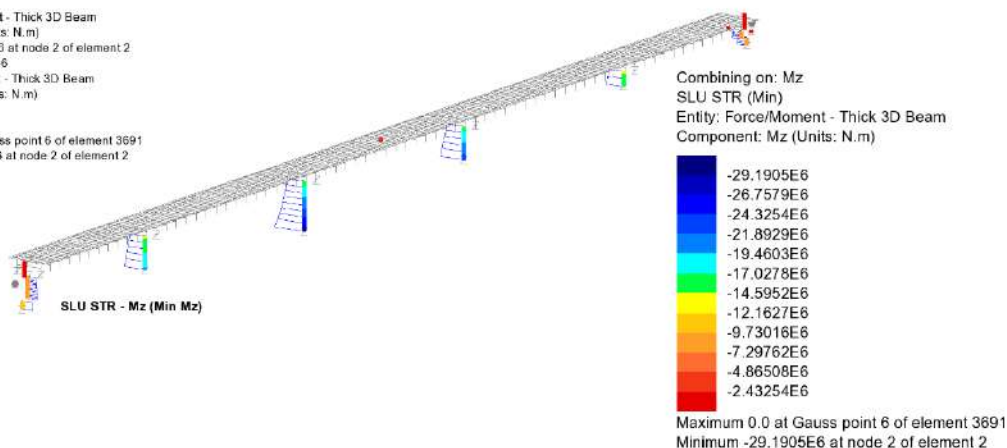 - Thick 3D Beam
s: N.m)
at node 2 of element 2
6
- Thick 3D Beam
s: N.m)
ss point 6 of element 3691
at node 2 of element 2
SLU STR - Mz (Min Mz)
Combining on: Mz
SLU STR (Min)
Entity: Force/Moment - Thick 3D Beam
Component: Mz (Units: N.m)
-29.1905E6
-26.7579E6
-24.3254E6
-21.8929E6
-19.4603E6
-17.0278E6
-14.5952E6
-12.1627E6
-9.73016E6
-7.29762E6
-4.86508E6
-2.43254E6
Maximum 0.0 at Gauss point 6 of element 3691
Minimum -29.1905E6 at node 2 of element 2